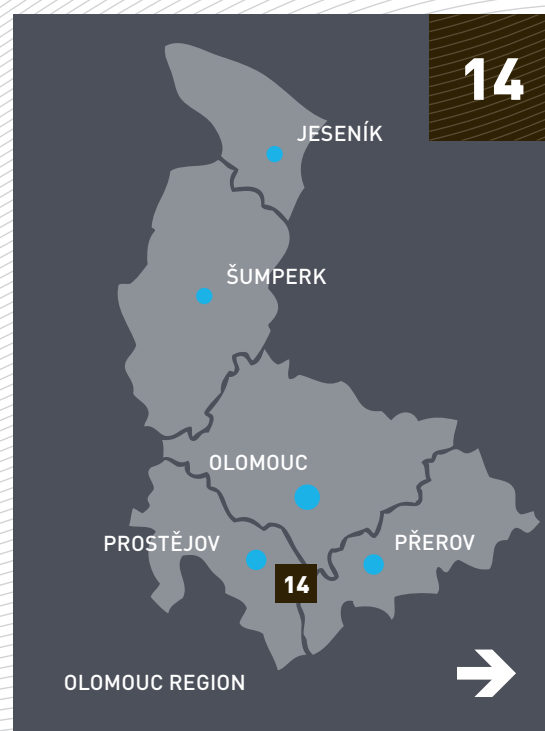 14
JESENÍK
ŠUMPERK
OLOMOUC
PROSTĚJOV
PŘEROV
14
OLOMOUC REGION